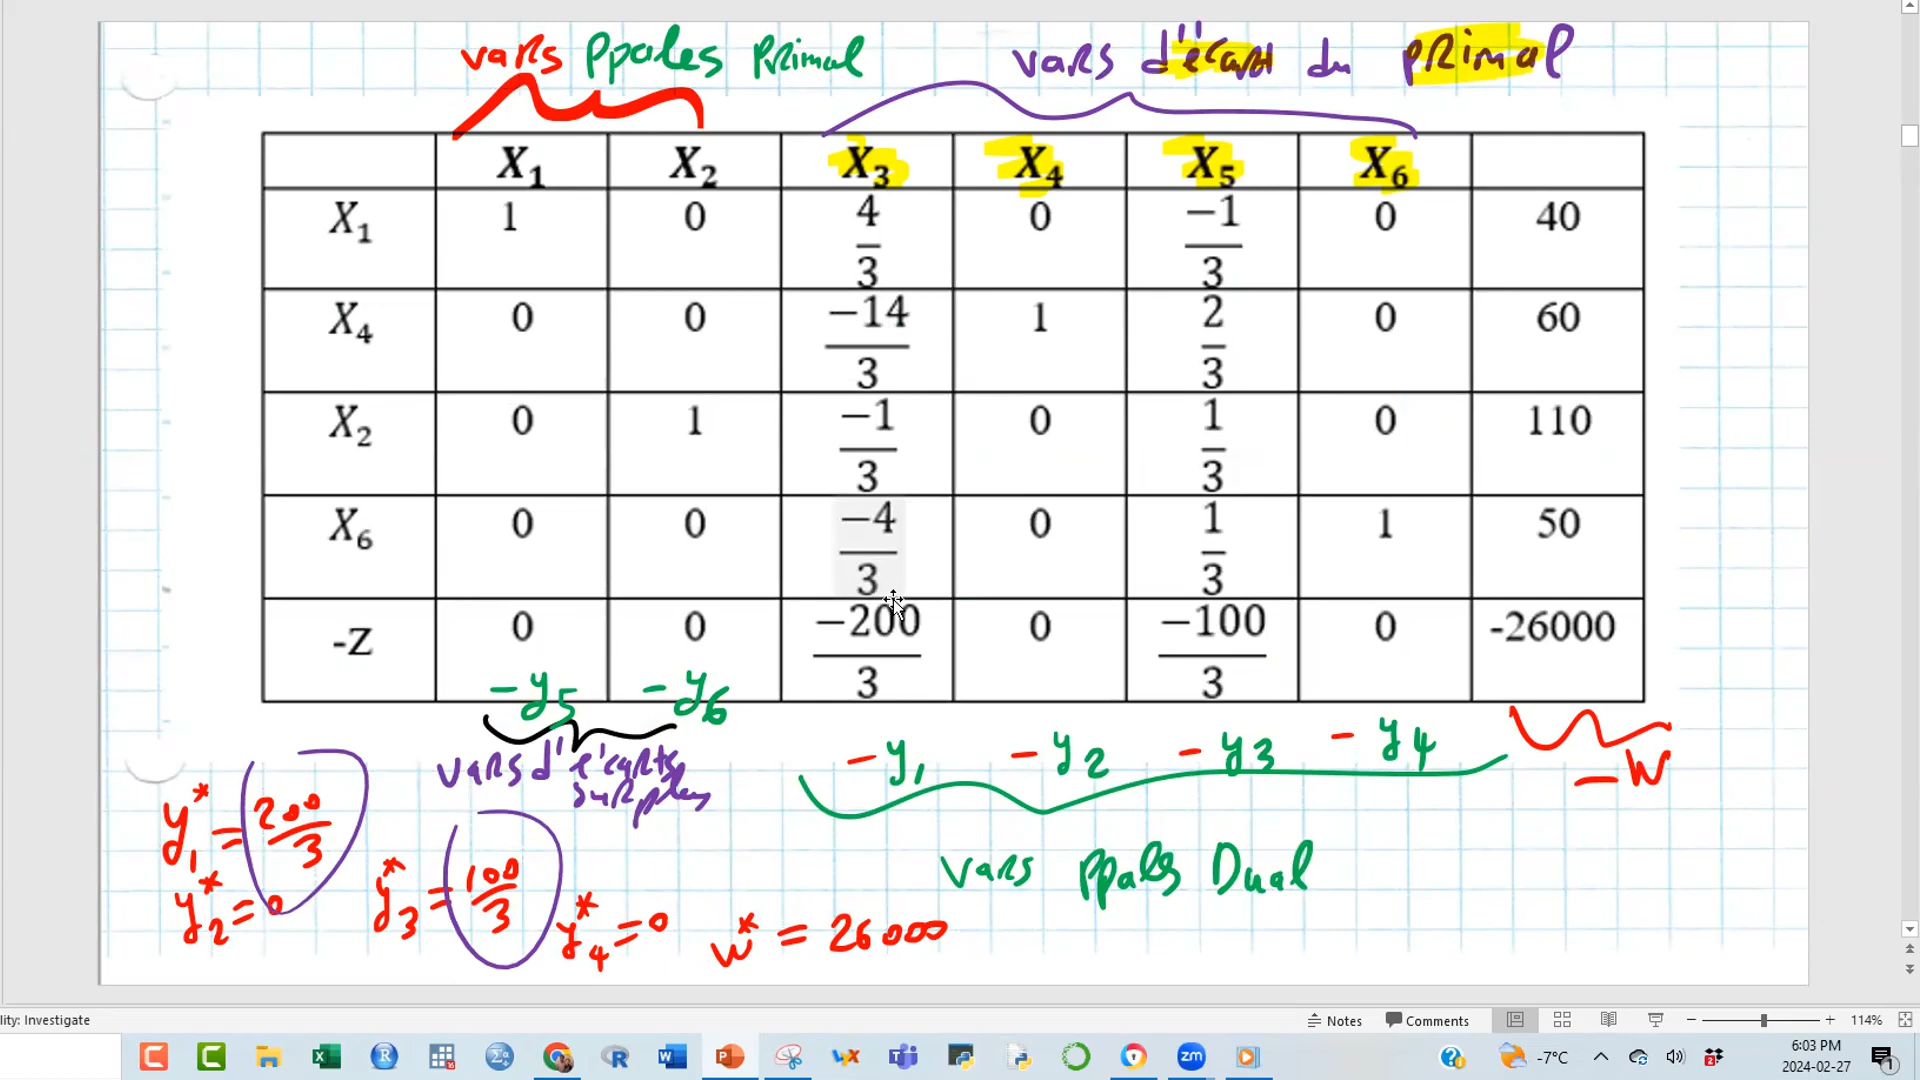 vars ppales primal
vars d'écart du primal
X1 X2 X3 X4 X5 X6
X1 1 0 4/3 0 −1/3 0 40
X4 0 0 −14/3 1 2/3 0 60
X2 0 1 −1/3 0 1/3 0 110
X6 0 0 −4/3 0 1/3 1 50
-Z 0 0 −200/3 0 −100/3 0 -26000
-y5 -y6
-y1 -y2 -y3 -y4 -W
vars d'écarts
vars ppales Dual
y1* = 200/3
y2* = 0
y3* = 100/3
y4* = 0
w* = 26000
lity: Investigate
Notes Comments 114%
-7°C
6:03 PM
2024-02-27